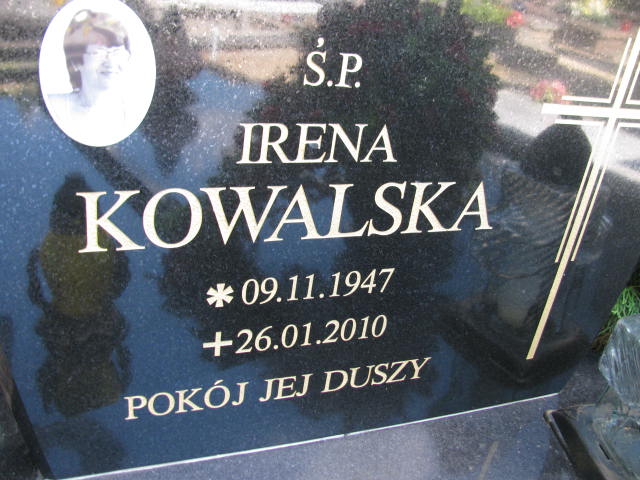 Ś.P.
IRENA
KOWALSKA
* 09.11.1947
+ 26.01.2010
POKÓJ JEJ DUSZY